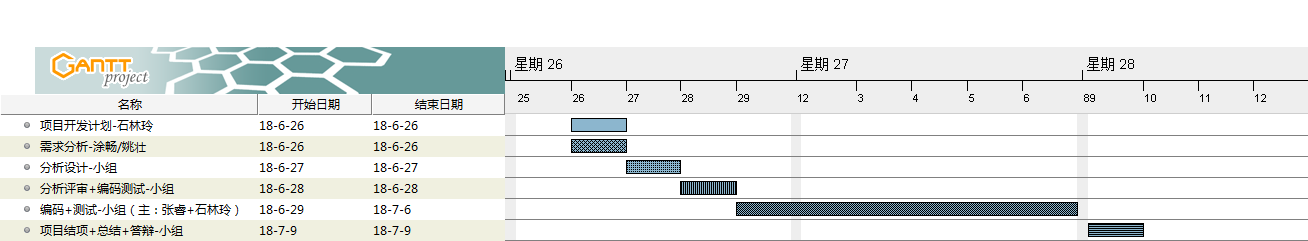 GANTT
project
星期 26
星期 27
星期 28
25 26 27 28 29 12 3 4 5 6 89 10 11 12
名称 开始日期 结束日期
项目开发计划-石林玲 18-6-26 18-6-26
需求分析-涂畅/姚壮 18-6-26 18-6-26
分析设计-小组 18-6-27 18-6-27
分析评审+编码测试-小组 18-6-28 18-6-28
编码+测试-小组（主：张睿+石林玲） 18-6-29 18-7-6
项目结项+总结+答辩-小组 18-7-9 18-7-9